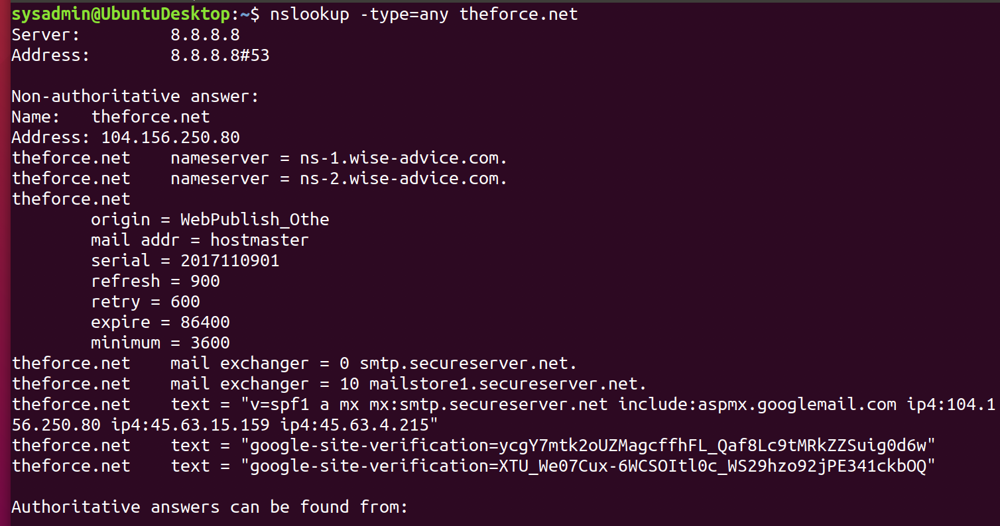 sysadmin@UbuntuDesktop:~$ nslookup -type=any theforce.net
Server:         8.8.8.8
Address:        8.8.8.8#53

Non-authoritative answer:
Name:   theforce.net
Address: 104.156.250.80
theforce.net    nameserver = ns-1.wise-advice.com.
theforce.net    nameserver = ns-2.wise-advice.com.
theforce.net
        origin = WebPublish_Othe
        mail addr = hostmaster
        serial = 2017110901
        refresh = 900
        retry = 600
        expire = 86400
        minimum = 3600
theforce.net    mail exchanger = 0 smtp.secureserver.net.
theforce.net    mail exchanger = 10 mailstore1.secureserver.net.
theforce.net    text = "v=spf1 a mx mx:smtp.secureserver.net include:aspmx.googlemail.com ip4:104.1
56.250.80 ip4:45.63.15.159 ip4:45.63.4.215"
theforce.net    text = "google-site-verification=ycgY7mtk2oUZMagcffhFL_Qaf8Lc9tMRkZZSuig0d6w"
theforce.net    text = "google-site-verification=XTU_We07Cux-6WCSOItl0c_WS29hzo92jPE341ckbOQ"

Authoritative answers can be found from: